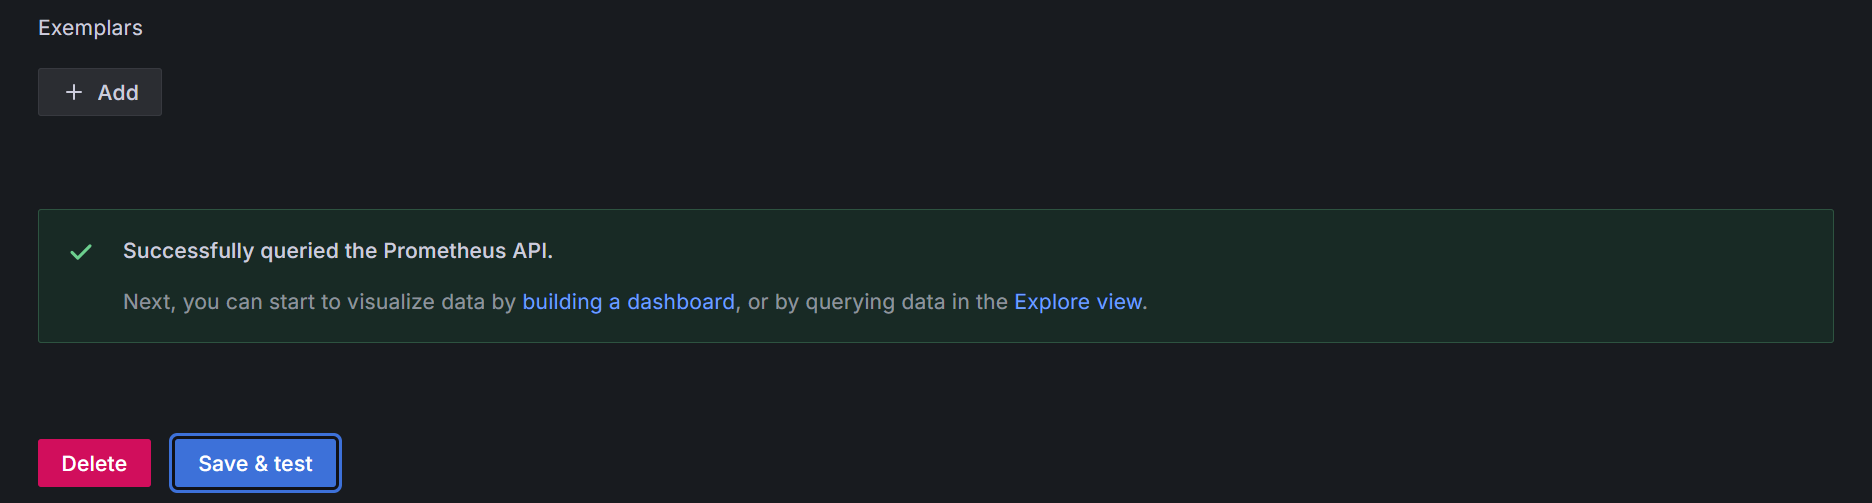 Exemplars
+ Add
Successfully queried the Prometheus API.
Next, you can start to visualize data by building a dashboard, or by querying data in the Explore view.
Delete
Save & test